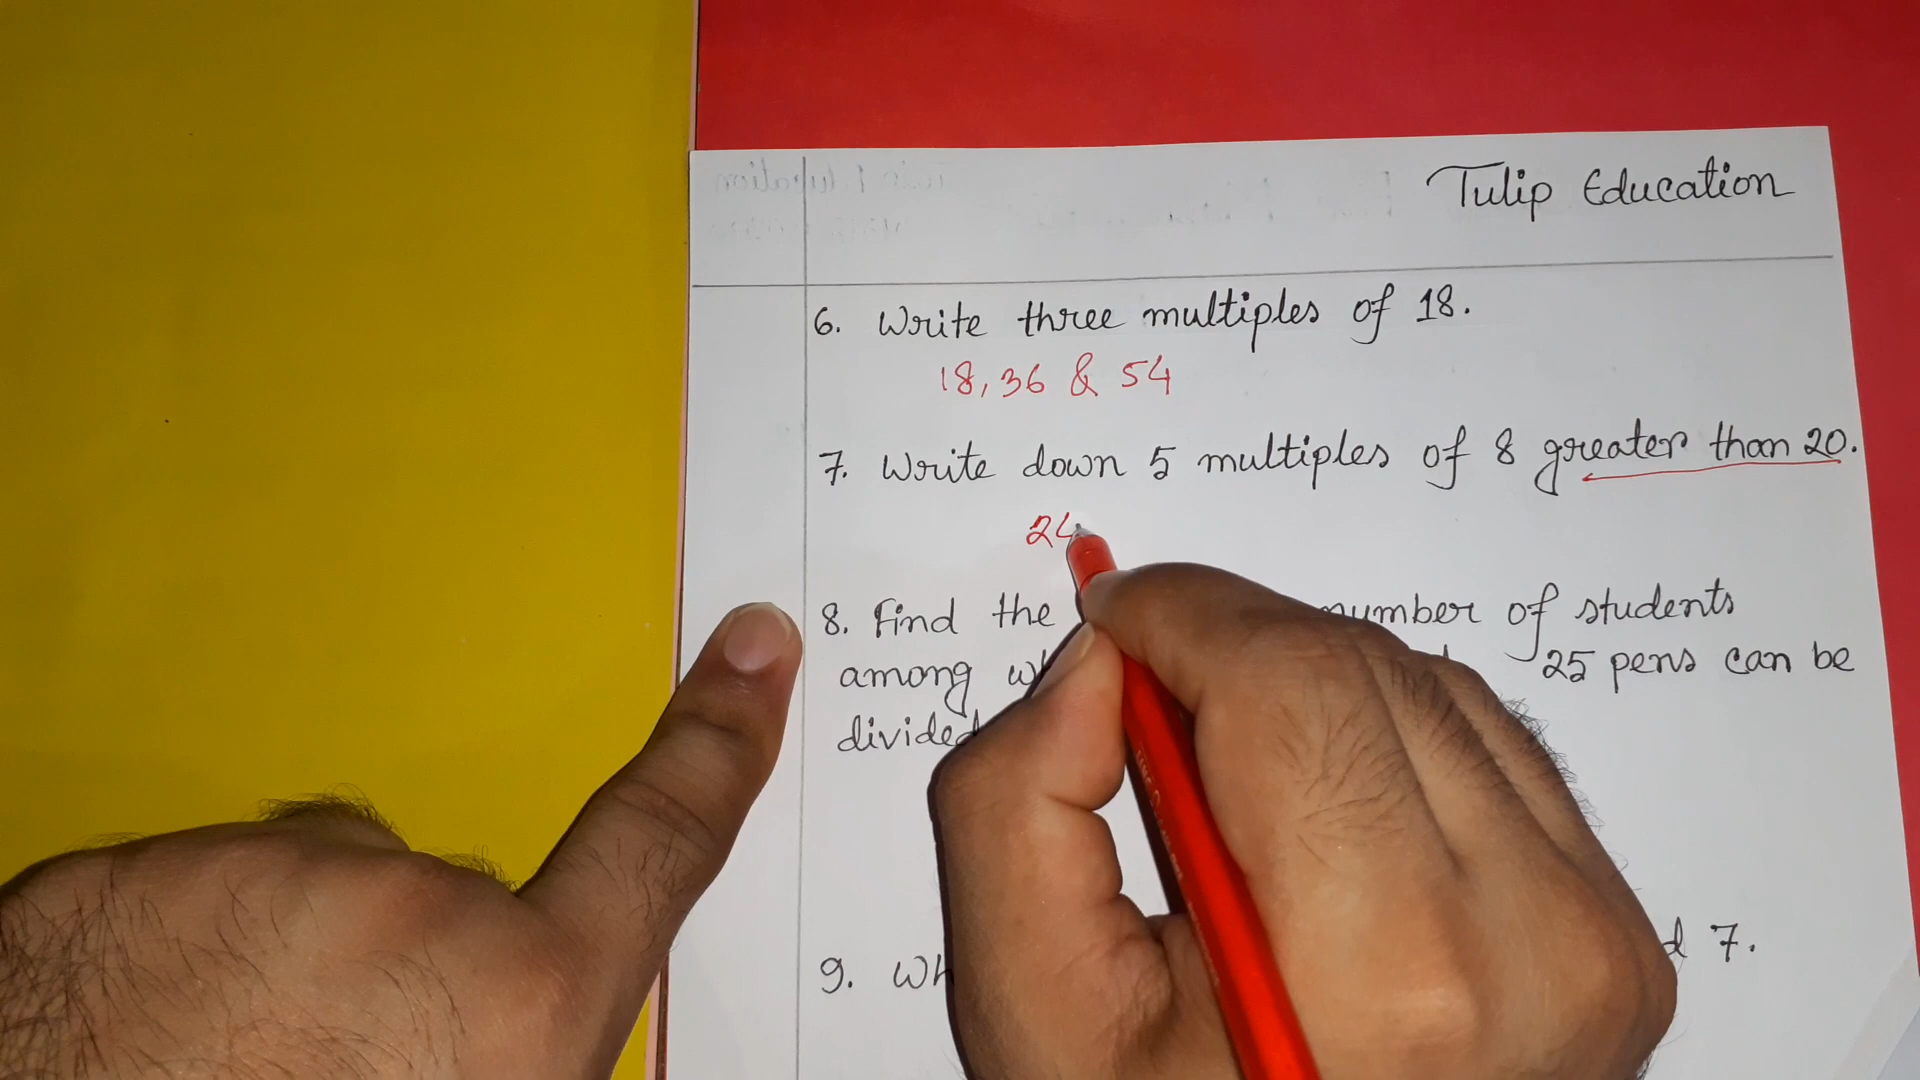 Tulip Education
6. Write three multiples of 18.
18, 36 & 54
7. Write down 5 multiples of 8 greater than 20.
24
8. Find the number of students
among 25 pens can be
divided
9. 7.